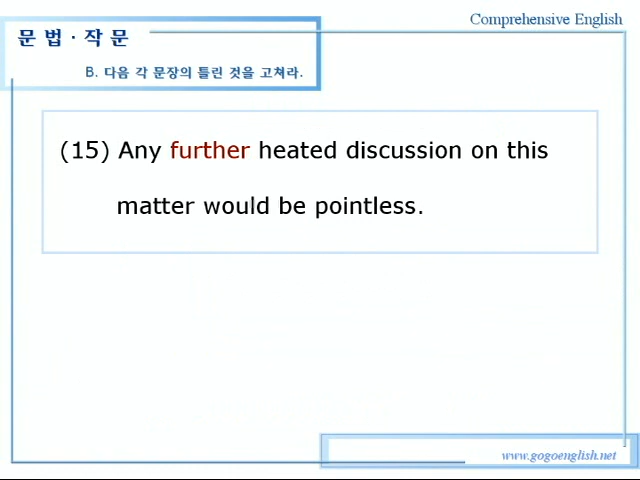 Comprehensive English
문 법 · 작 문
B. 다음 각 문장의 틀린 것을 고쳐라.
(15) Any further heated discussion on this
matter would be pointless.
www.gogoenglish.net